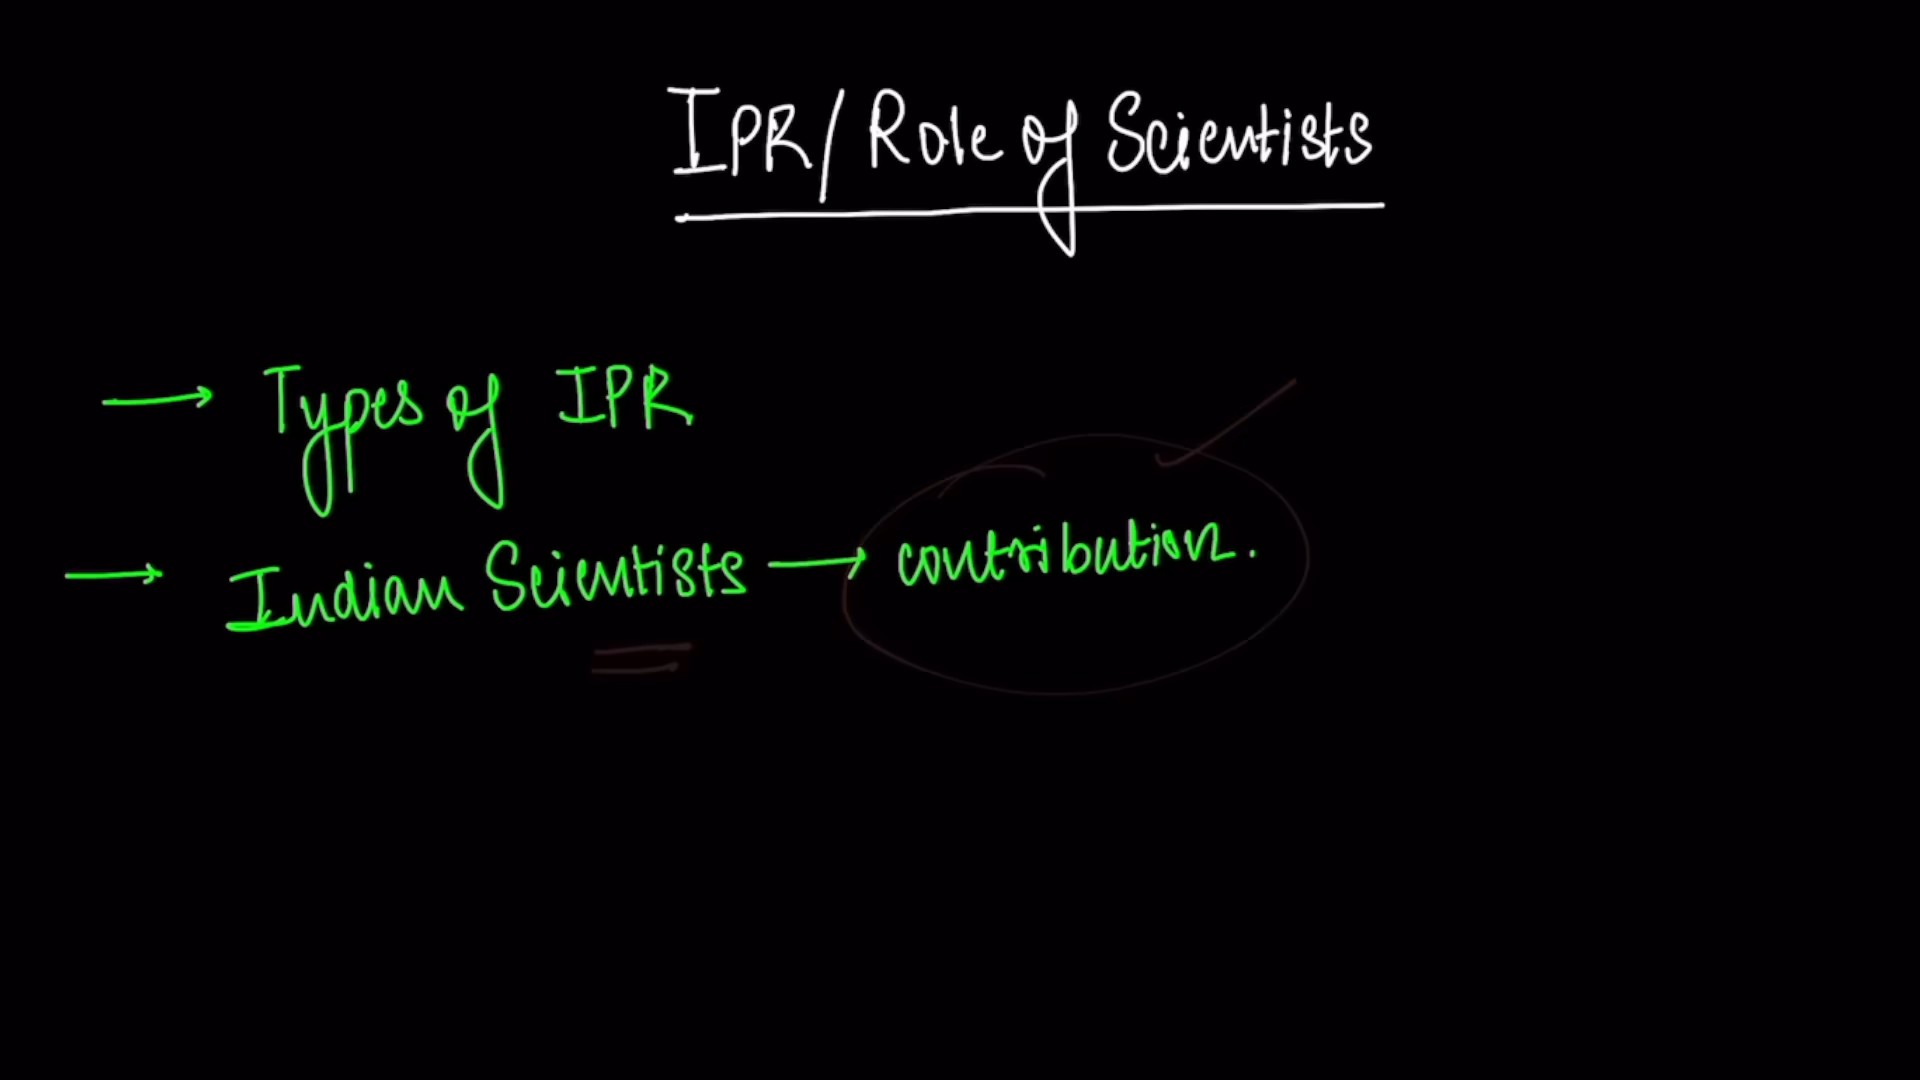 IPR/Role of Scientists
→ Types of IPR
→ Indian Scientists → contribution.